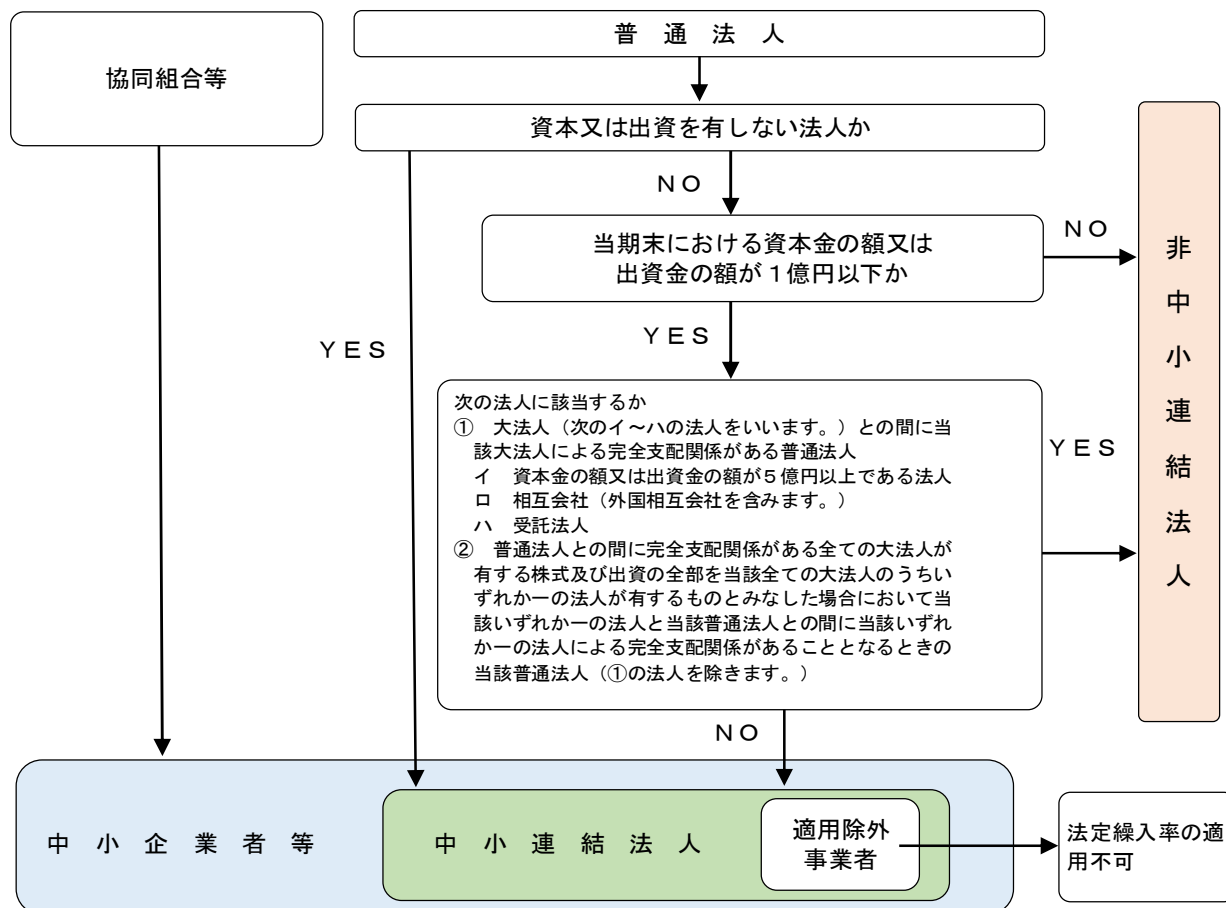 協同組合等
普通法人
資本又は出資を有しない法人か
NO
当期末における資本金の額又は
出資金の額が1億円以下か
NO
YES
YES
次の法人に該当するか
① 大法人（次のイ～ハの法人をいいます。）との間に当
該大法人による完全支配関係がある普通法人
イ 資本金の額又は出資金の額が5億円以上である法人
ロ 相互会社（外国相互会社を含みます。）
ハ 受託法人
② 普通法人との間に完全支配関係がある全ての大法人が
有する株式及び出資の全部を当該全ての大法人のうちい
ずれか一の法人が有するものとみなした場合において当
該いずれか一の法人と当該普通法人との間に当該いずれ
か一の法人による完全支配関係があることとなるときの
当該普通法人（①の法人を除きます。）
YES
非中小連結法人
NO
中小企業者等
中小連結法人
適用除外
事業者
法定繰入率の適
用不可